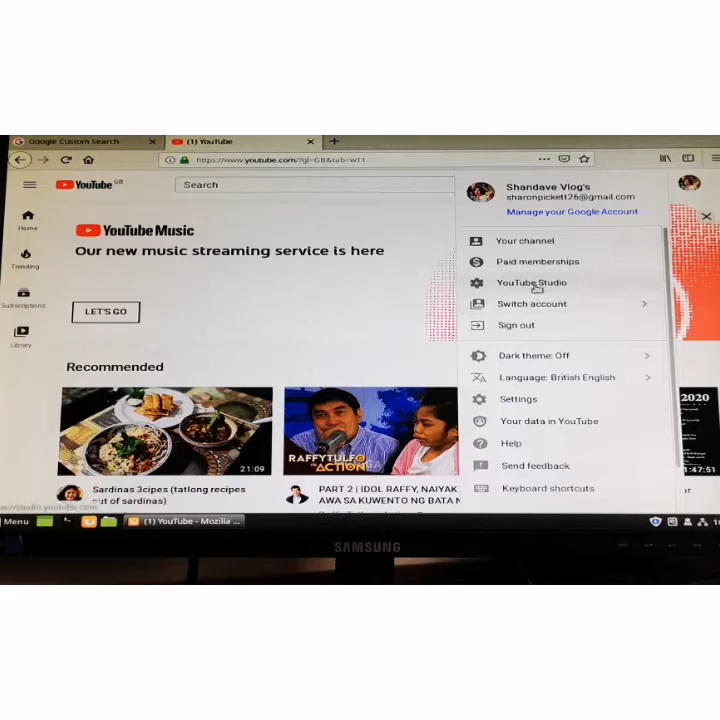 Google Custom Search
(1) YouTube
https://www.youtube.com/?gl=GB&tab=w11
YouTube GB
Search
Shandave Vlog's
sharonpickett26@gmail.com
Manage your Google Account
Home
Trending
Subscriptions
Library
YouTube Music
Our new music streaming service is here
LET'S GO
Your channel
Paid memberships
YouTube Studio
Switch account
Sign out
Dark theme: Off
Language: British English
Settings
Your data in YouTube
Help
Send feedback
Keyboard shortcuts
Recommended
21:09
RAFFYTULFO
IN ACTION
2020
1:47:51
Sardinas 3cipes (tatlong recipes
out of sardinas)
PART 2 | IDOL RAFFY, NAIYAK
AWA SA KUWENTO NG BATA N
Menu
(1) YouTube - Mozilla ...
SAMSUNG